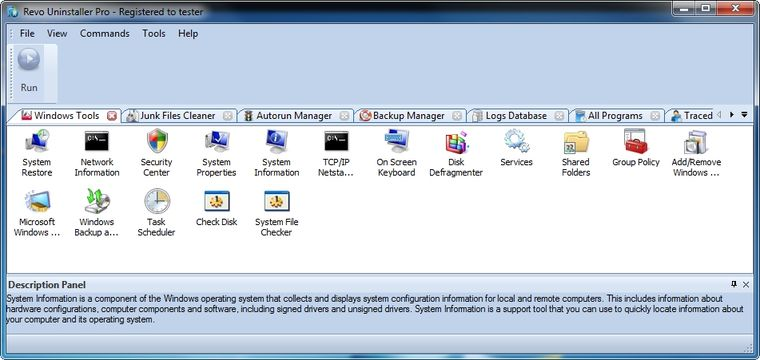 Revo Uninstaller Pro - Registered to tester
File View Commands Tools Help
Run
Windows Tools Junk Files Cleaner Autorun Manager Backup Manager Logs Database All Programs Traced
System Restore
Network Information
Security Center
System Properties
System Information
TCP/IP Netsta...
On Screen Keyboard
Disk Defragmenter
Services
Shared Folders
Group Policy
Add/Remove Windows ...
Microsoft Windows ...
Windows Backup a...
Task Scheduler
Check Disk
System File Checker
Description Panel
System Information is a component of the Windows operating system that collects and displays system configuration information for local and remote computers. This includes information about
hardware configurations, computer components and software, including signed drivers and unsigned drivers. System Information is a support tool that you can use to quickly locate information about
your computer and its operating system.